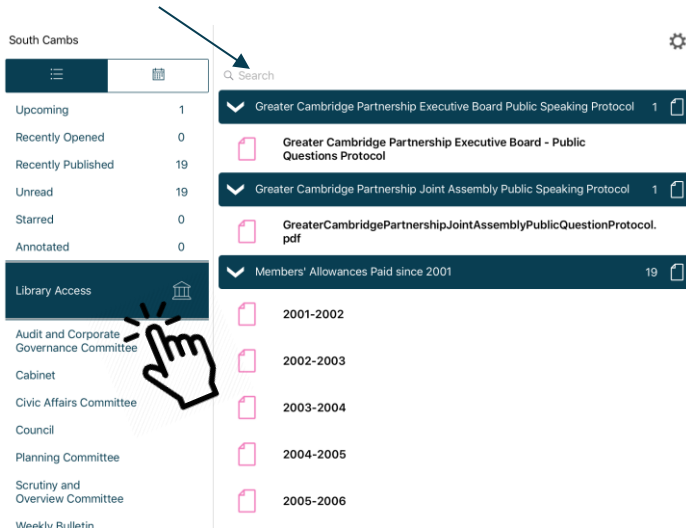 South Cambs
Search
Upcoming 1
Recently Opened 0
Recently Published 19
Unread 19
Starred 0
Annotated 0
Library Access
Audit and Corporate
Governance Committee
Cabinet
Civic Affairs Committee
Council
Planning Committee
Scrutiny and
Overview Committee
Weekly Bulletin
Greater Cambridge Partnership Executive Board Public Speaking Protocol 1
Greater Cambridge Partnership Executive Board - Public
Questions Protocol
Greater Cambridge Partnership Joint Assembly Public Speaking Protocol 1
GreaterCambridgePartnershipJointAssemblyPublicQuestionProtocol.
pdf
Members' Allowances Paid since 2001 19
2001-2002
2002-2003
2003-2004
2004-2005
2005-2006